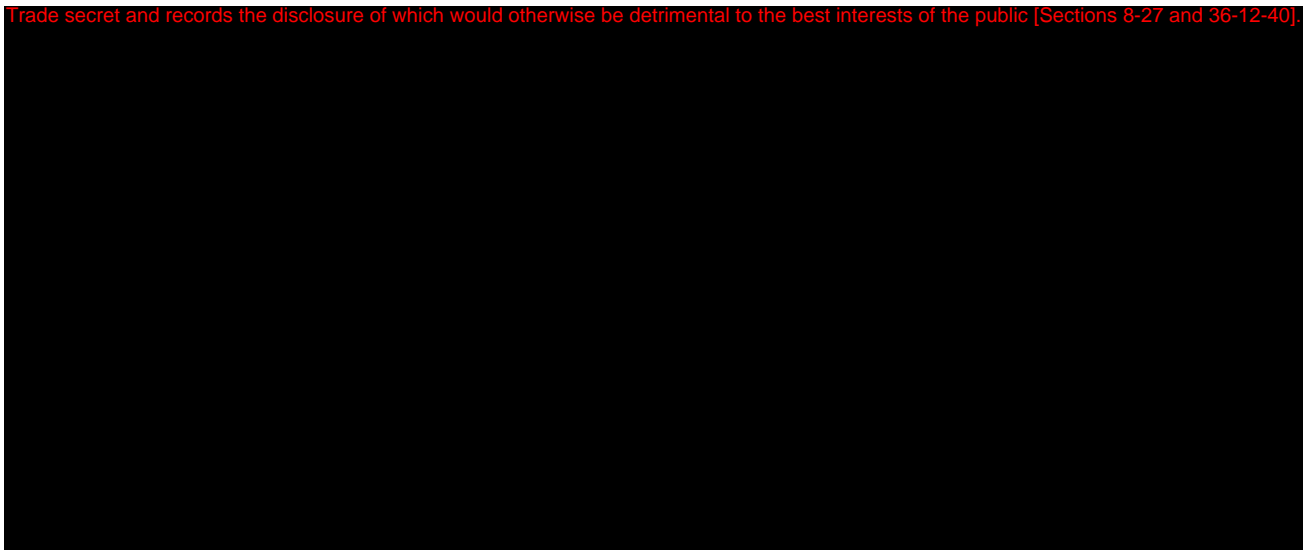 Trade secret and records the disclosure of which would otherwise be detrimental to the best interests of the public [Sections 8-27 and 36-12-40].